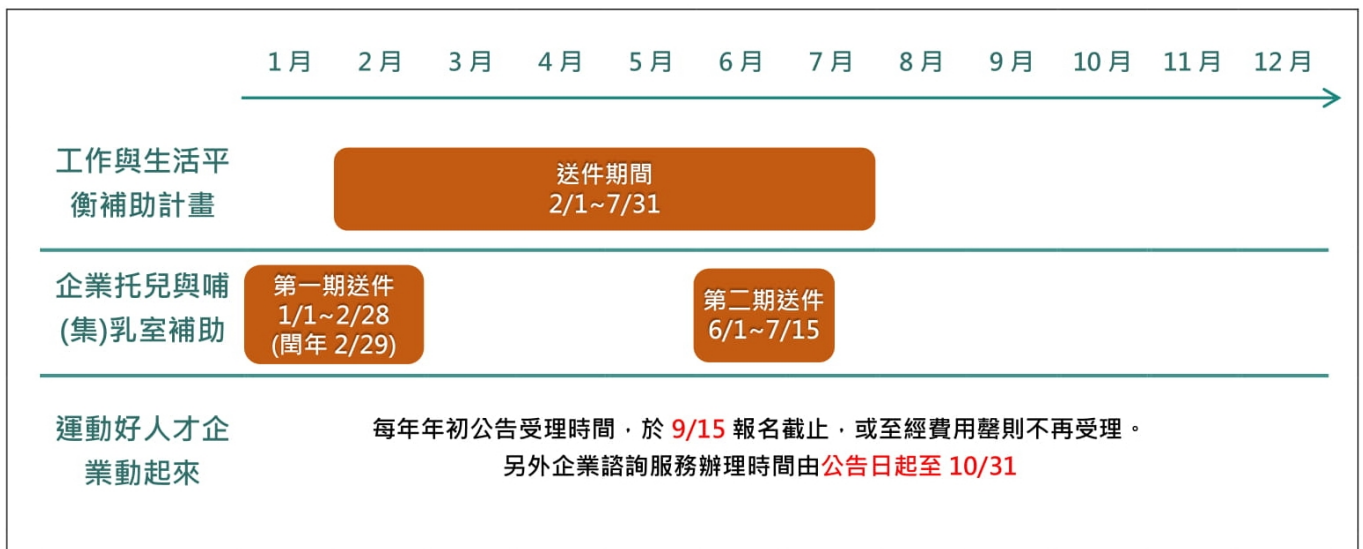 1月 2月 3月 4月 5月 6月 7月 8月 9月 10月 11月 12月
工作與生活平
衡補助計畫
送件期間
2/1~7/31
企業托兒與哺
(集)乳室補助
第一期送件
1/1~2/28
(閏年 2/29)
第二期送件
6/1~7/15
運動好人才企
業動起來
每年年初公告受理時間，於 9/15 報名截止，或至經費用罄則不再受理。
另外企業諮詢服務辦理時間由公告日起至 10/31